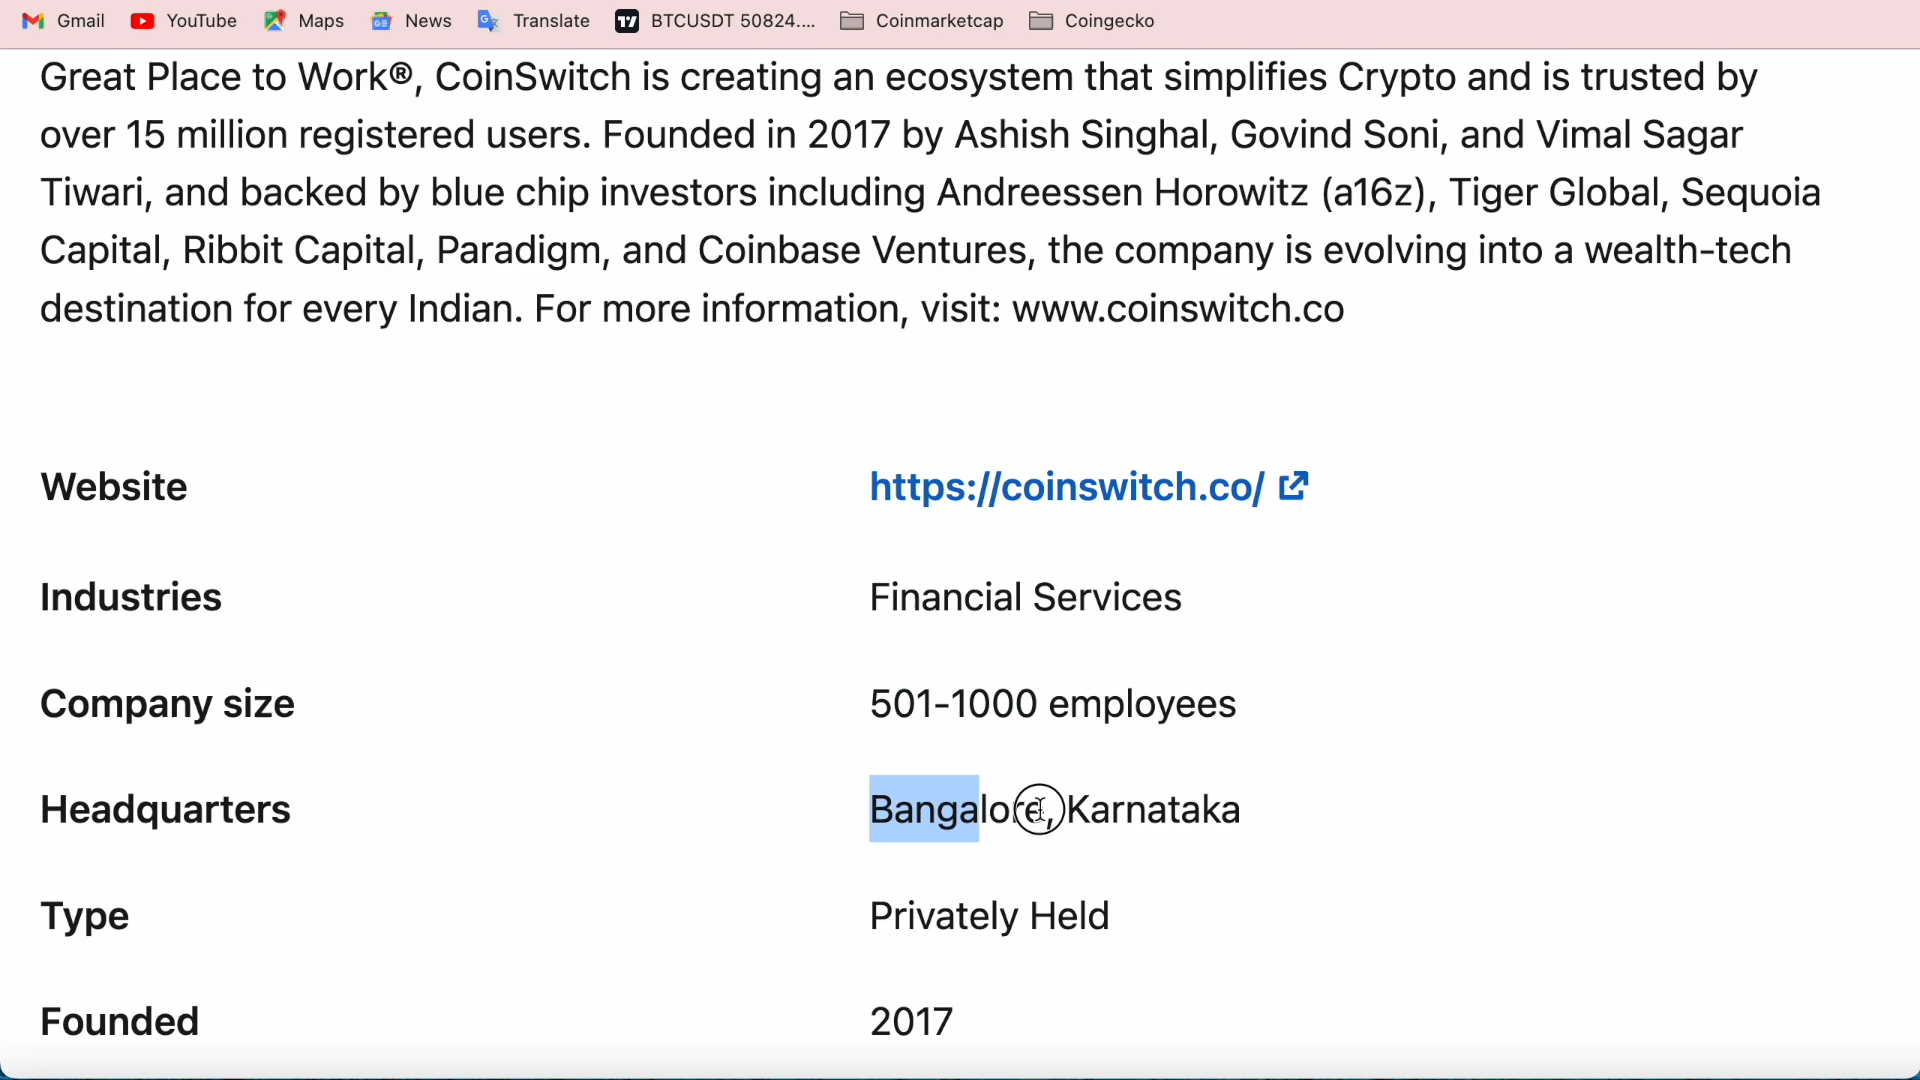 Gmail YouTube Maps News Translate BTCUSDT 50824.... Coinmarketcap Coingecko
Great Place to Work®, CoinSwitch is creating an ecosystem that simplifies Crypto and is trusted by
over 15 million registered users. Founded in 2017 by Ashish Singhal, Govind Soni, and Vimal Sagar
Tiwari, and backed by blue chip investors including Andreessen Horowitz (a16z), Tiger Global, Sequoia
Capital, Ribbit Capital, Paradigm, and Coinbase Ventures, the company is evolving into a wealth-tech
destination for every Indian. For more information, visit: www.coinswitch.co
Website https://coinswitch.co/
Industries Financial Services
Company size 501-1000 employees
Headquarters Bangalore, Karnataka
Type Privately Held
Founded 2017